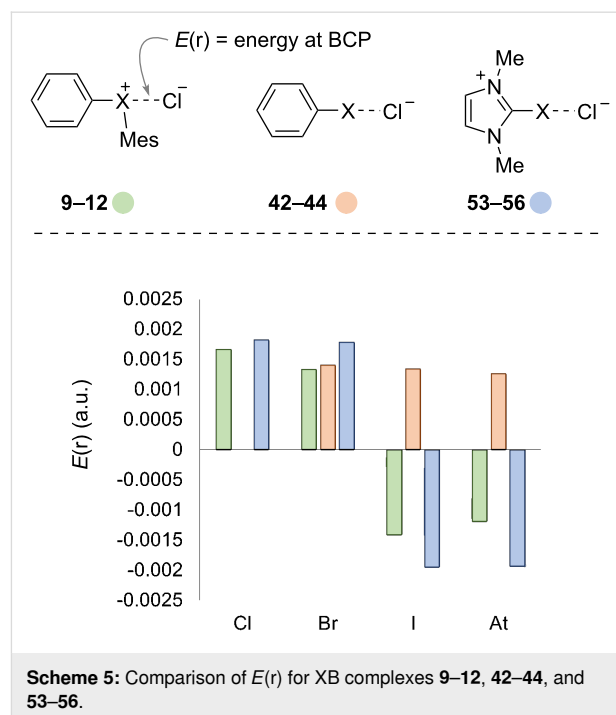 E(r) = energy at BCP
X+ Cl− Mes
X Cl−
Me N+ N Me X Cl−
9–12 42–44 53–56
0.0025
0.002
0.0015
0.001
0.0005
0
-0.0005
-0.001
-0.0015
-0.002
-0.0025
E(r) (a.u.)
Cl Br I At
Scheme 5: Comparison of E(r) for XB complexes 9–12, 42–44, and
53–56.